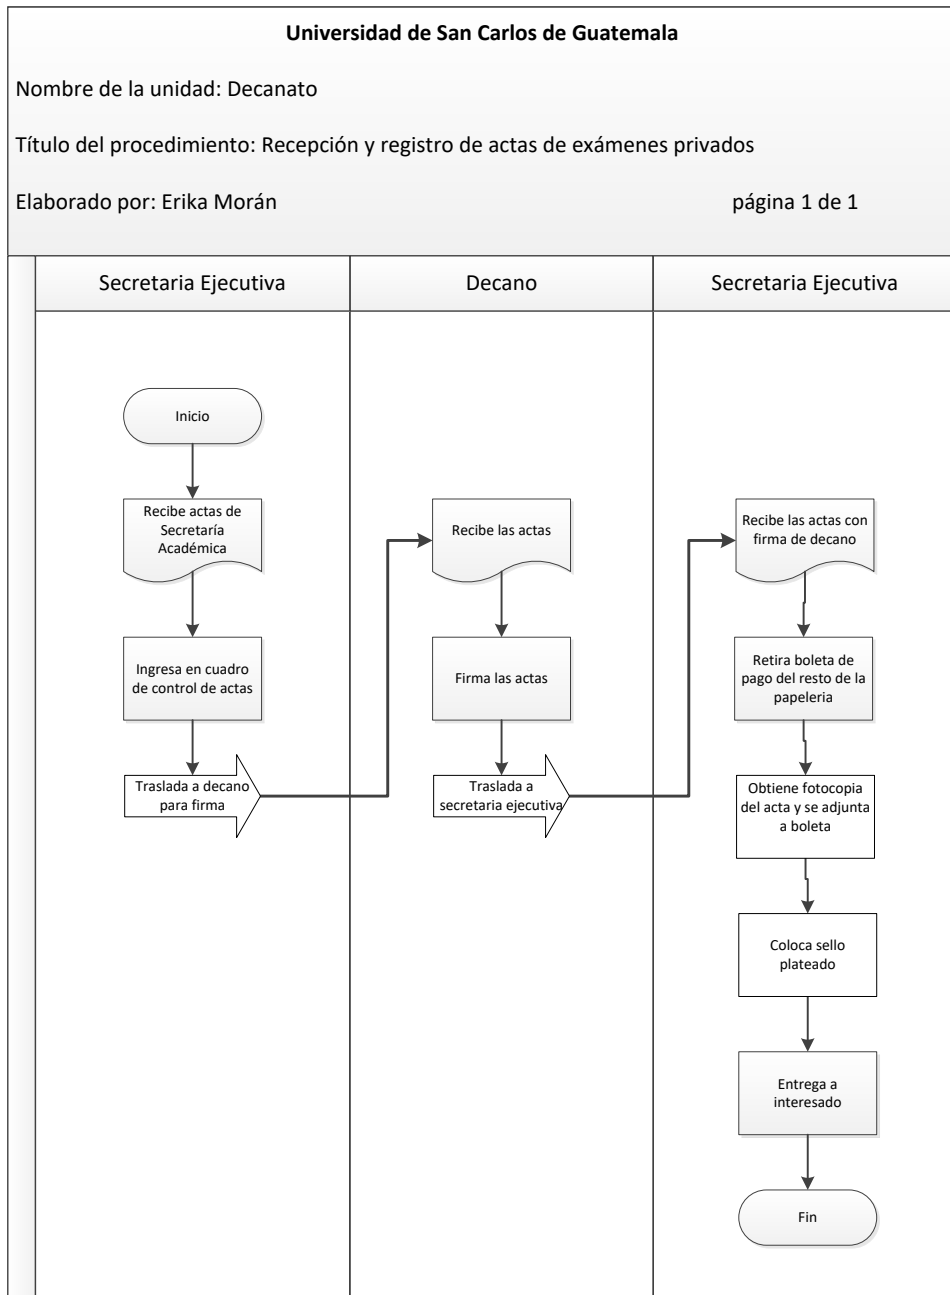 Universidad de San Carlos de Guatemala
Nombre de la unidad: Decanato
Título del procedimiento: Recepción y registro de actas de exámenes privados
Elaborado por: Erika Morán página 1 de 1
Secretaria Ejecutiva
Decano
Secretaria Ejecutiva
Inicio
Recibe actas de
Secretaría
Académica
Ingresa en cuadro
de control de actas
Traslada a decano
para firma
Recibe las actas
Firma las actas
Traslada a
secretaria ejecutiva
Recibe las actas con
firma de decano
Retira boleta de
pago del resto de la
papeleria
Obtiene fotocopia
del acta y se adjunta
a boleta
Coloca sello
plateado
Entrega a
interesado
Fin